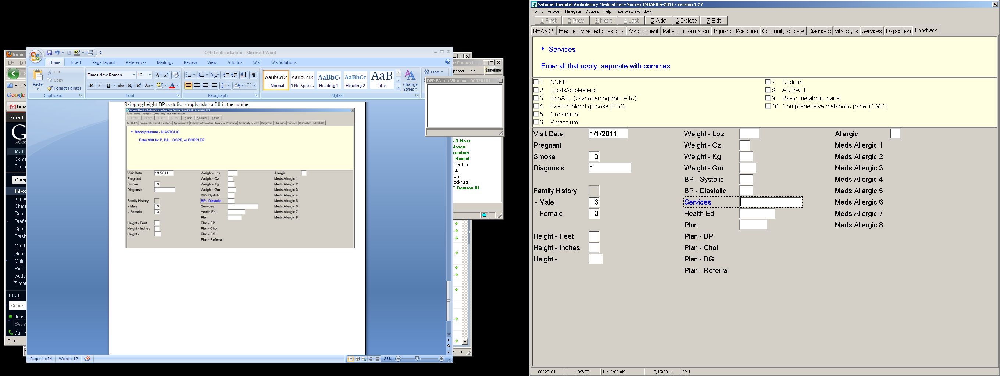 Gmail
File
Most
Google
Gma
Gmail
G
by Goo
Mail
Conta
Tasks
Comp
Inbo
Impor
Chats
Sent
Drafts
Spam
Trash
Grad
Notes
Online
Rich
wedd
7 mor
Chat
Search
Jessi
Set s
Call p
Done
OPD Lookback.docx - Microsoft Word
Home Insert Page Layout References Mailings Review View Add-Ins SAS SAS Solutions
Paste
Cut
Copy
Format Painter
Clipboard
Times New Roman 12
B I U abc x₂ x² Aa
Font
Paragraph
AaBbCcDc AaBbCcDc AaBbC AaBbCc AaB
¶ Normal ¶ No Spaci... Heading 1 Heading 2 Title
Change Styles
Styles
Find
Skipping height-BP systolic- simply asks to fill in the number
National Hospital Ambulatory Medical Care Survey (NHAMCS-201) - version 1.27
Forms Answer Navigate Options Help Hide Watch Window
1 First 2 Prev 3 Next 4 Last 5 Add 6 Delete 7 Exit
NHAMCS Frequently asked questions Appointment Patient Information Injury or Poisoning Continuity of care Diagnosis vital signs Services Disposition Lookback
Blood pressure - DIASTOLIC
Enter 998 for P, PAL, DOPP, or DOPPLER
Visit Date 1/1/2011 Weight - Lbs Allergic
Pregnant Weight - Oz Meds Allergic 1
Smoke 3 Weight - Kg Meds Allergic 2
Diagnosis 1 Weight - Gm Meds Allergic 3
BP - Systolic Meds Allergic 4
Family History BP - Diastolic Meds Allergic 5
- Male 3 Services Meds Allergic 6
- Female 3 Health Ed Meds Allergic 7
Plan Meds Allergic 8
Height - Feet Plan - BP
Height - Inches Plan - Chol
Height - Plan - BG
Plan - Referral
Page: 4 of 4 Words: 12 85%
e Connect - ...
ptions Help Sametime
DEP Watch Window - 00020101
R Noss
Mason
Gerstein
Heimel
Heiston
ndy
oss
ookhultz
E Dawson III
%
National Hospital Ambulatory Medical Care Survey (NHAMCS-201) - version 1.27
Forms Answer Navigate Options Help Hide Watch Window
1 First 2 Prev 3 Next 4 Last 5 Add 6 Delete 7 Exit
NHAMCS Frequently asked questions Appointment Patient Information Injury or Poisoning Continuity of care Diagnosis vital signs Services Disposition Lookback
Services
Enter all that apply, separate with commas
1. NONE 7. Sodium
2. Lipids/cholesterol 8. AST/ALT
3. HgbA1c (Glycohemoglobin A1c) 9. Basic metabolic panel
4. Fasting blood glucose (FBG) 10. Comprehensive metabolic panel (CMP)
5. Creatinine
6. Potassium
Visit Date 1/1/2011 Weight - Lbs Allergic
Pregnant Weight - Oz Meds Allergic 1
Smoke 3 Weight - Kg Meds Allergic 2
Diagnosis 1 Weight - Gm Meds Allergic 3
BP - Systolic Meds Allergic 4
Family History BP - Diastolic Meds Allergic 5
- Male 3 Services Meds Allergic 6
- Female 3 Health Ed Meds Allergic 7
Plan Meds Allergic 8
Height - Feet Plan - BP
Height - Inches Plan - Chol
Height - Plan - BG
Plan - Referral
00020101 LBSVCS 11:46:05 AM 8/15/2011 2/44